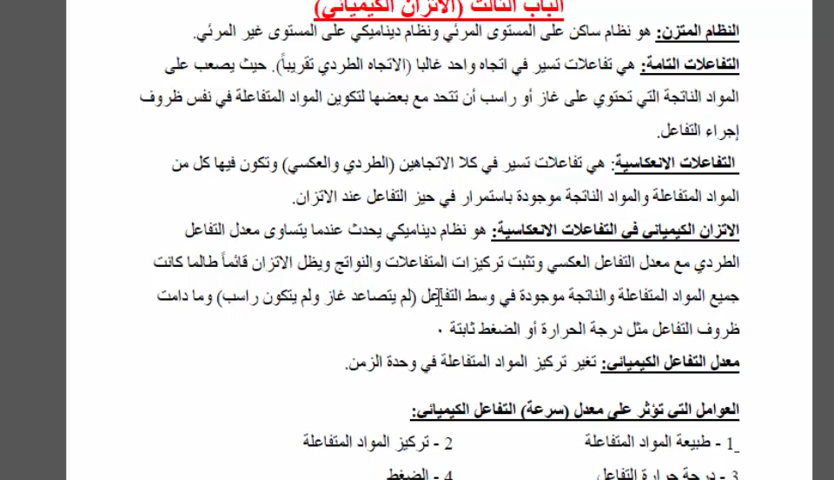 الباب الثالث (الاتزان الكيميائي)
النظام المتزن: هو نظام ساكن على المستوى المرئي ونظام ديناميكي على المستوى غير المرئي.
التفاعلات التامة: هي تفاعلات تسير في اتجاه واحد غالبا (الاتجاه الطردي تقريباً). حيث يصعب على
المواد الناتجة التي تحتوي على غاز أو راسب أن تتحد مع بعضها لتكوين المواد المتفاعلة في نفس ظروف
إجراء التفاعل.
التفاعلات الانعكاسية: هي تفاعلات تسير في كلا الاتجاهين (الطردي والعكسي) وتكون فيها كل من
المواد المتفاعلة والمواد الناتجة موجودة باستمرار في حيز التفاعل عند الاتزان.
الاتزان الكيميائي في التفاعلات الانعكاسية: هو نظام ديناميكي يحدث عندما يتساوى معدل التفاعل
الطردي مع معدل التفاعل العكسي وتثبت تركيزات المتفاعلات والنواتج ويظل الاتزان قائماً طالما كانت
جميع المواد المتفاعلة والناتجة موجودة في وسط التفاعل (لم يتصاعد غاز ولم يتكون راسب) وما دامت
ظروف التفاعل مثل درجة الحرارة أو الضغط ثابتة .
معدل التفاعل الكيميائي: تغير تركيز المواد المتفاعلة في وحدة الزمن.
العوامل التي تؤثر على معدل (سرعة) التفاعل الكيميائي:
1 - طبيعة المواد المتفاعلة 2 - تركيز المواد المتفاعلة
3 - درجة حرارة التفاعل 4 - الضغط